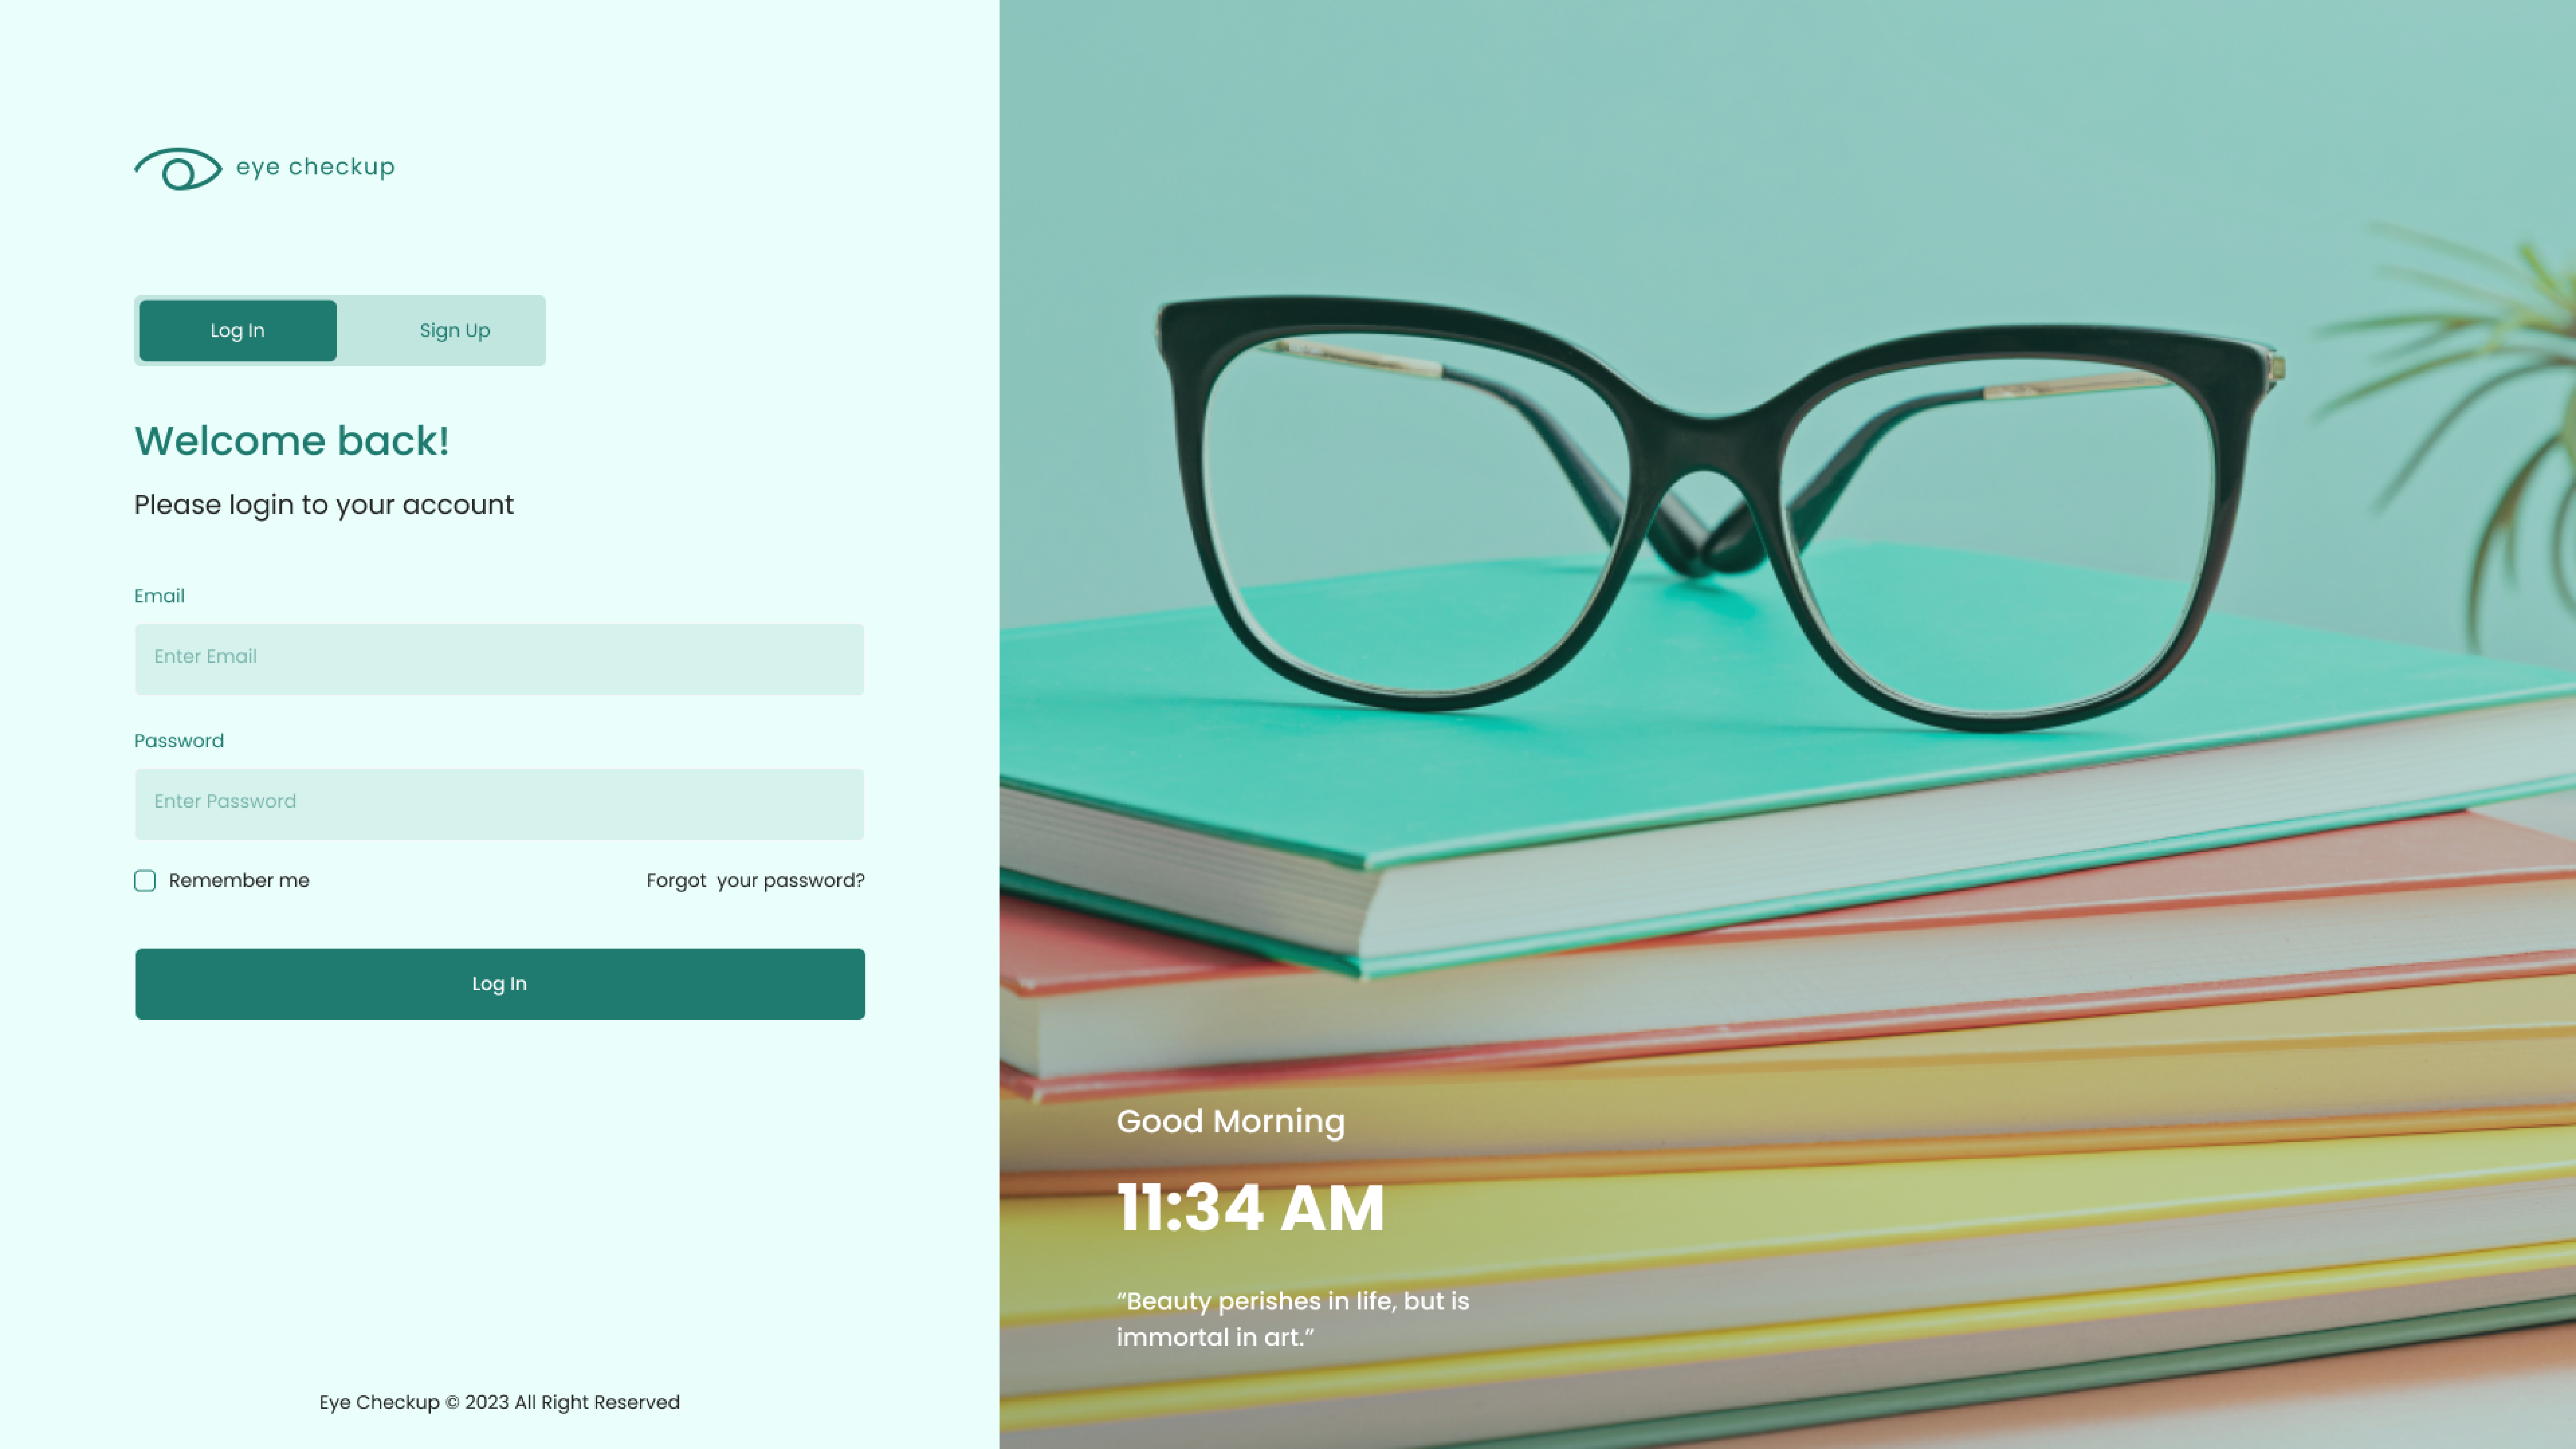 eye checkup
Log In
Sign Up
Welcome back!
Please login to your account
Email
Enter Email
Password
Enter Password
Remember me
Forgot  your password?
Log In
Eye Checkup © 2023 All Right Reserved
Good Morning
11:34 AM
“Beauty perishes in life, but is
immortal in art.”